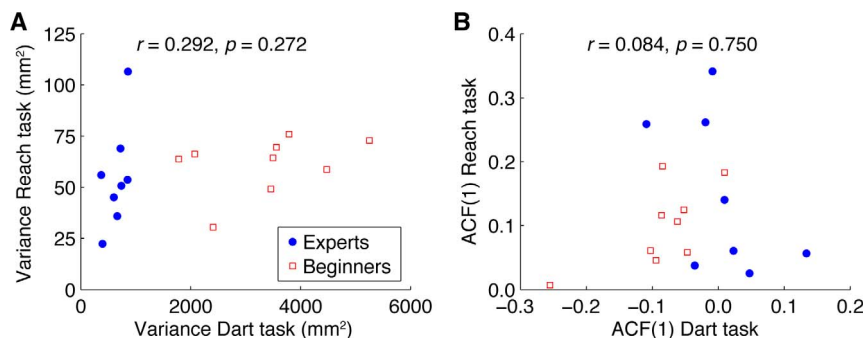 A
r = 0.292, p = 0.272
125
100
75
50
25
0
Variance Reach task (mm²)
0 2000 4000 6000
Variance Dart task (mm²)
Experts
Beginners
B
r = 0.084, p = 0.750
0.4
0.3
0.2
0.1
0.0
ACF(1) Reach task
−0.3 −0.2 −0.1 0.0 0.1 0.2
ACF(1) Dart task